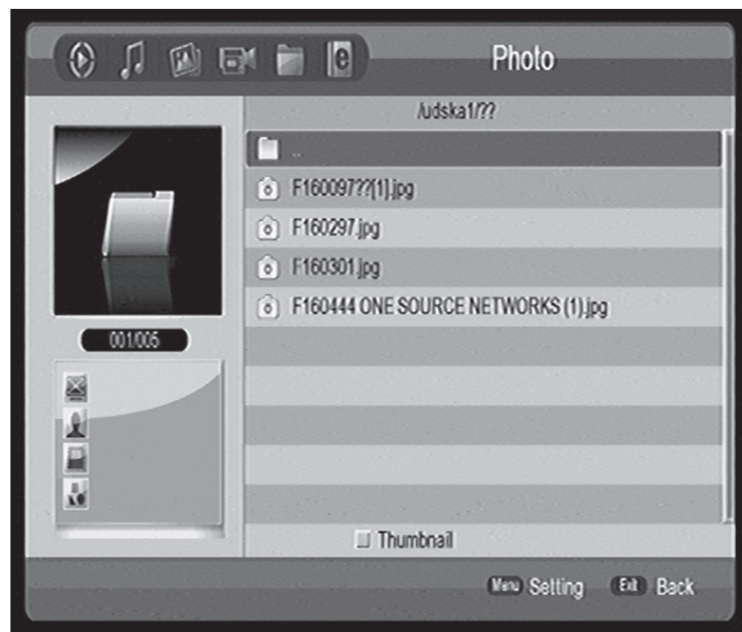 Photo
/udska1/??
..
F160097??[1].jpg
F160297.jpg
F160301.jpg
F160444 ONE SOURCE NETWORKS (1).jpg
001/005
Thumbnail
Menu Setting Exit Back